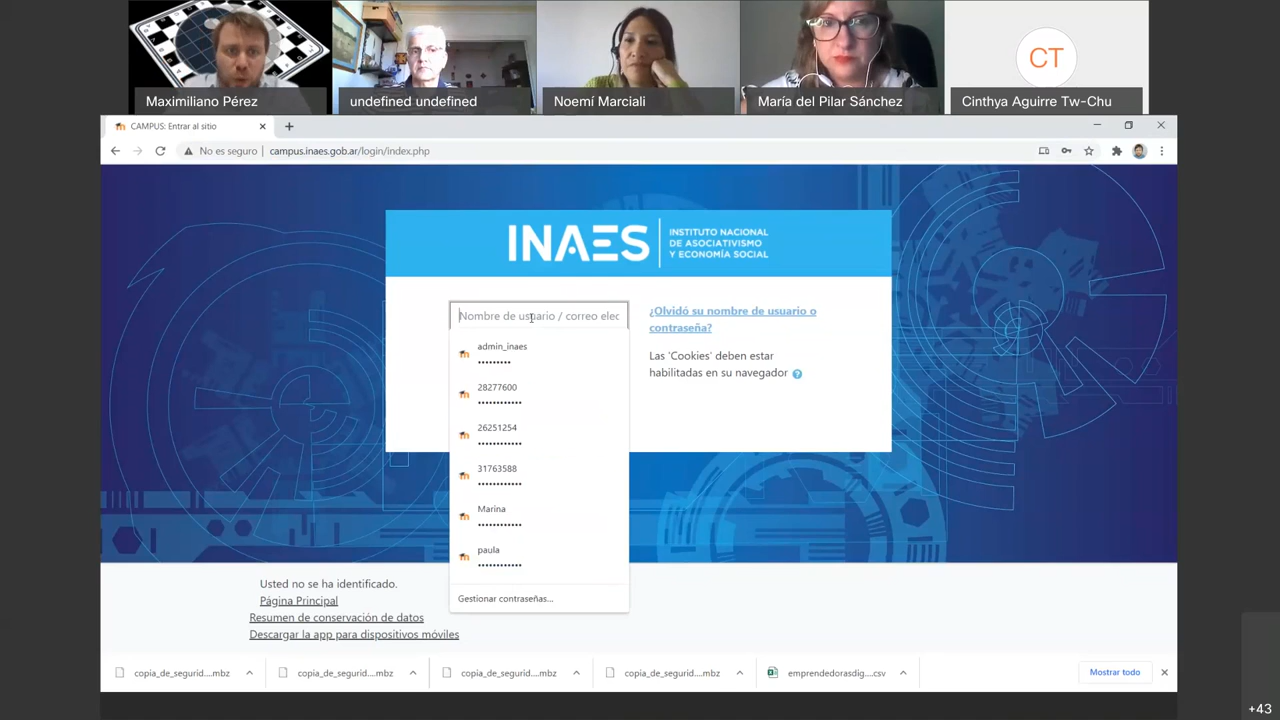 Maximiliano Pérez
undefined undefined
Noemí Marciali
María del Pilar Sánchez
CT
Cinthya Aguirre Tw-Chu
CAMPUS: Entrar al sitio
No es seguro
campus.inaes.gob.ar/login/index.php
INAES
INSTITUTO NACIONAL
DE ASOCIATIVISMO
Y ECONOMÍA SOCIAL
Nombre de usuario / correo elec
¿Olvidó su nombre de usuario o
contraseña?
Las 'Cookies' deben estar
habilitadas en su navegador
admin_inaes
•••••••••
28277600
••••••••••••
26251254
••••••••••••
31763588
••••••••••••
Marina
••••••••••••
paula
••••••••••••
Gestionar contraseñas...
Usted no se ha identificado.
Página Principal
Resumen de conservación de datos
Descargar la app para dispositivos móviles
copia_de_segurid....mbz
copia_de_segurid....mbz
copia_de_segurid....mbz
copia_de_segurid....mbz
emprendedorasdig....csv
Mostrar todo
+43